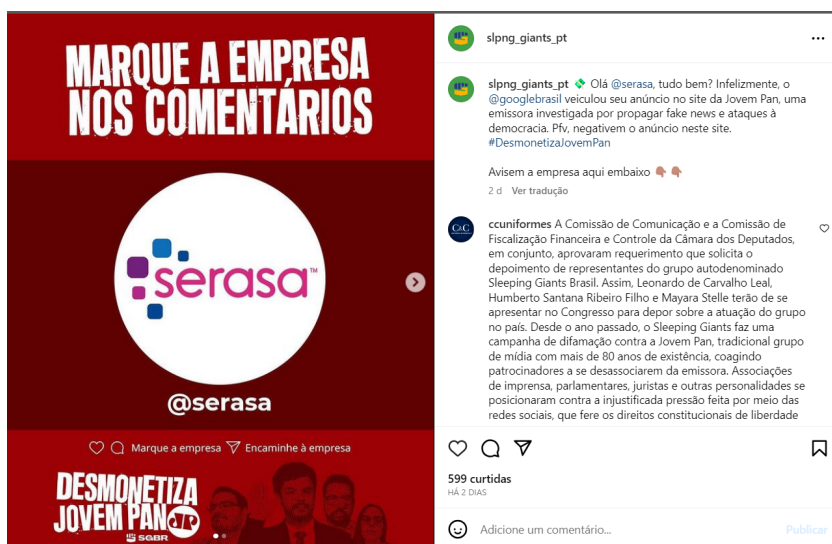 MARQUE A EMPRESA
NOS COMENTÁRIOS
serasa™
@serasa
Marque a empresa Encaminhe à empresa
DESMONETIZA
JOVEM PAN JP
SGBR
slpng_giants_pt
slpng_giants_pt Olá @serasa, tudo bem? Infelizmente, o
@googlebrasil veiculou seu anúncio no site da Jovem Pan, uma
emissora investigada por propagar fake news e ataques à
democracia. Pfv, negativem o anúncio neste site.
#DesmonetizaJovemPan
Avisem a empresa aqui embaixo
2 d Ver tradução
C&C
ccuniformes A Comissão de Comunicação e a Comissão de
Fiscalização Financeira e Controle da Câmara dos Deputados,
em conjunto, aprovaram requerimento que solicita o
depoimento de representantes do grupo autodenominado
Sleeping Giants Brasil. Assim, Leonardo de Carvalho Leal,
Humberto Santana Ribeiro Filho e Mayara Stelle terão de se
apresentar no Congresso para depor sobre a atuação do grupo
no país. Desde o ano passado, o Sleeping Giants faz uma
campanha de difamação contra a Jovem Pan, tradicional grupo
de mídia com mais de 80 anos de existência, coagindo
patrocinadores a se desassociarem da emissora. Associações
de imprensa, parlamentares, juristas e outras personalidades se
posicionaram contra a injustificada pressão feita por meio das
redes sociais, que fere os direitos constitucionais de liberdade
599 curtidas
HÁ 2 DIAS
Adicione um comentário...
Publicar